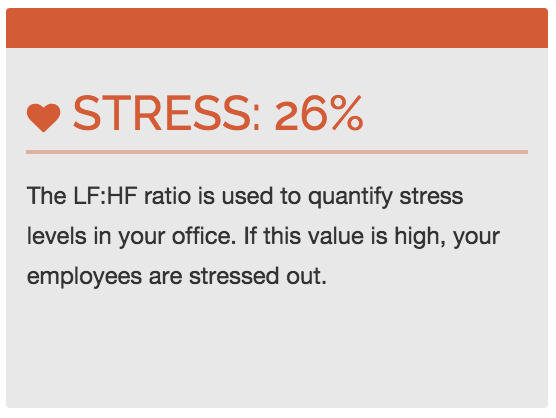 STRESS: 26%
The LF:HF ratio is used to quantify stress
levels in your office. If this value is high, your
employees are stressed out.